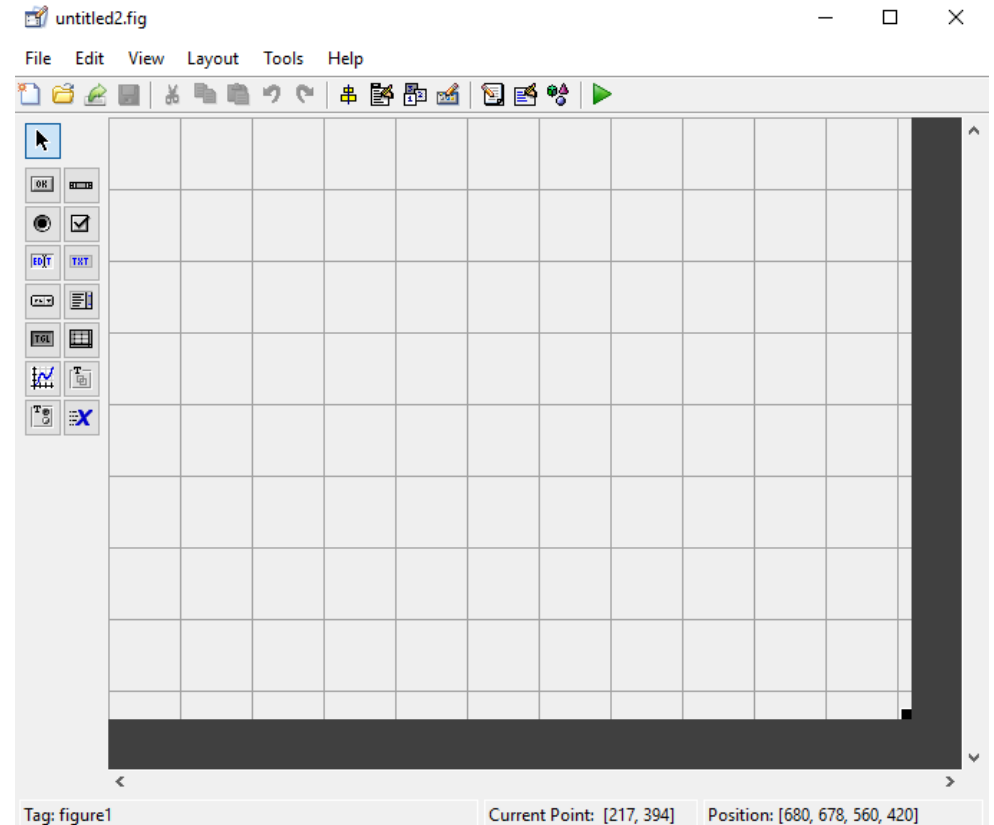 untitled2.fig
File Edit View Layout Tools Help
OK
EDIT TXT
TGL
T
T X
Tag: figure1 Current Point: [217, 394] Position: [680, 678, 560, 420]